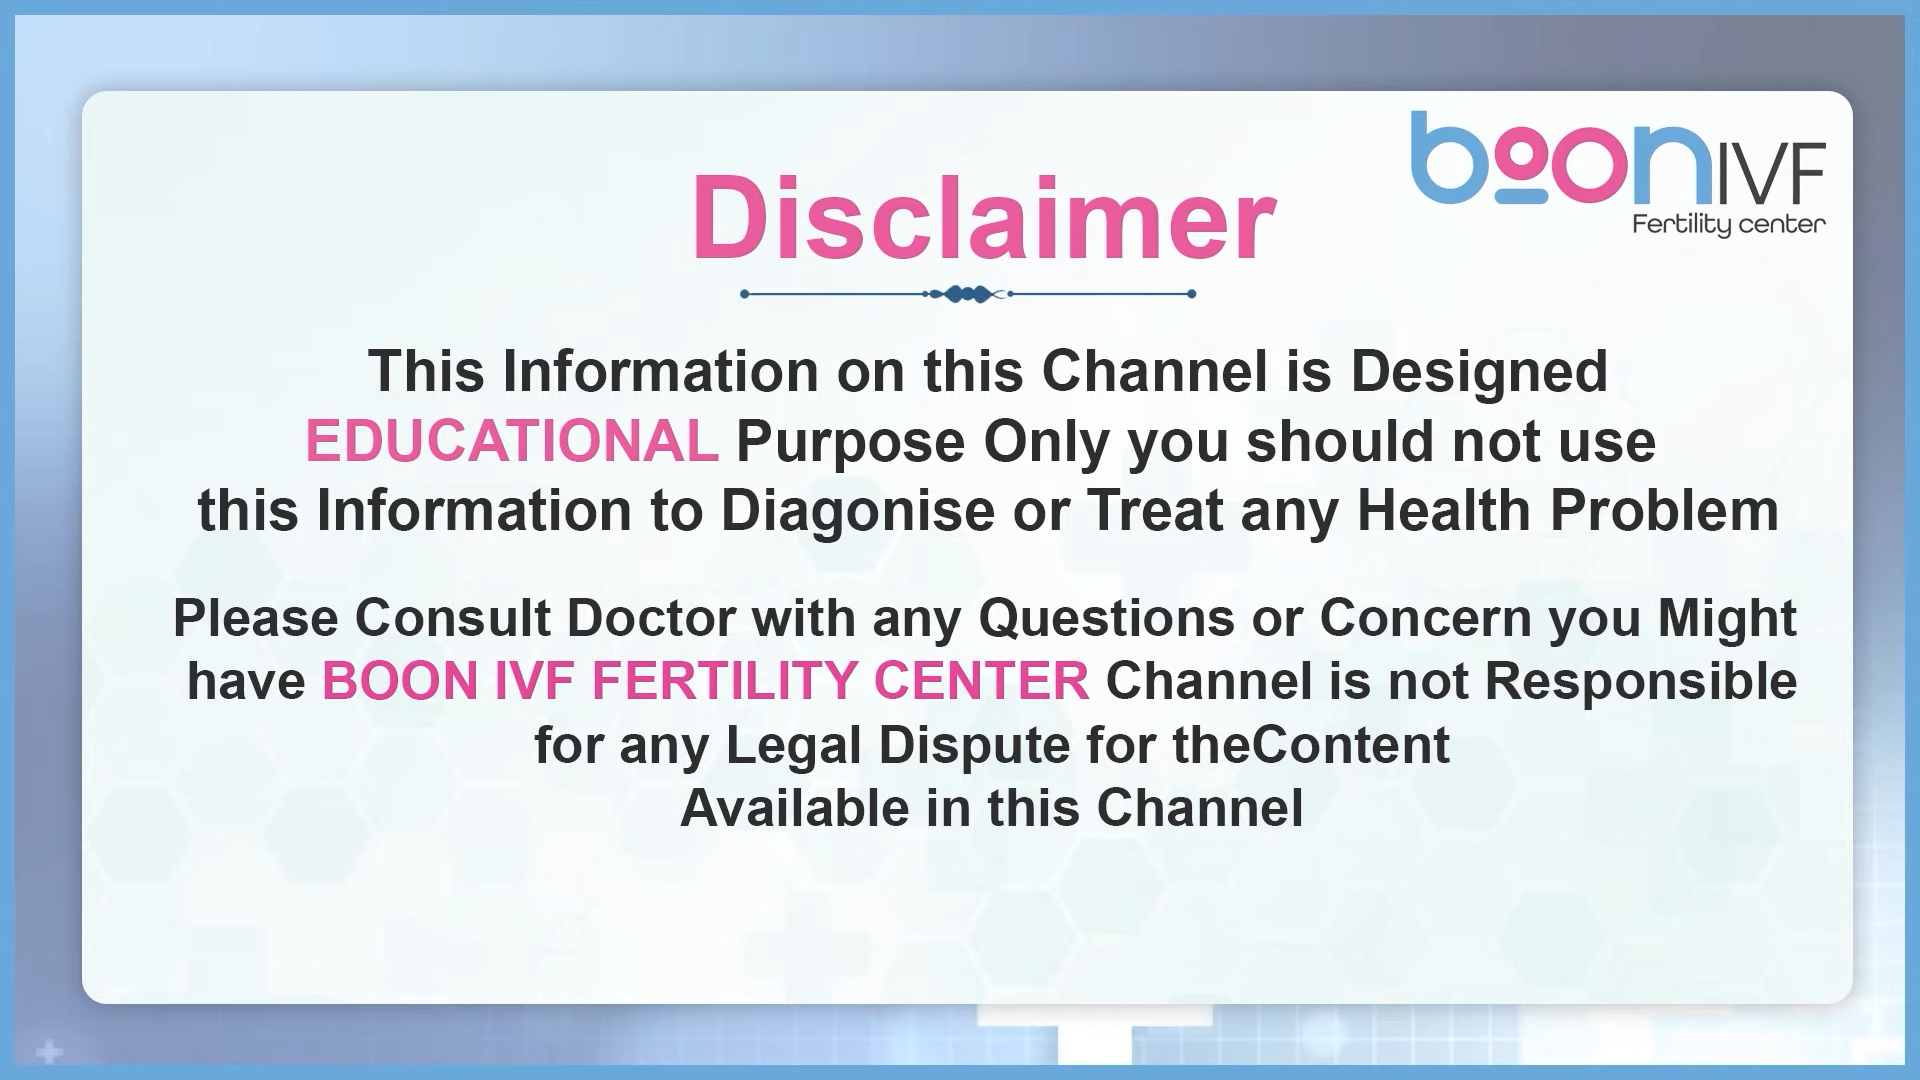 boon IVF
Fertility center
Disclaimer
This Information on this Channel is Designed
EDUCATIONAL Purpose Only you should not use
this Information to Diagonise or Treat any Health Problem
Please Consult Doctor with any Questions or Concern you Might
have BOON IVF FERTILITY CENTER Channel is not Responsible
for any Legal Dispute for theContent
Available in this Channel